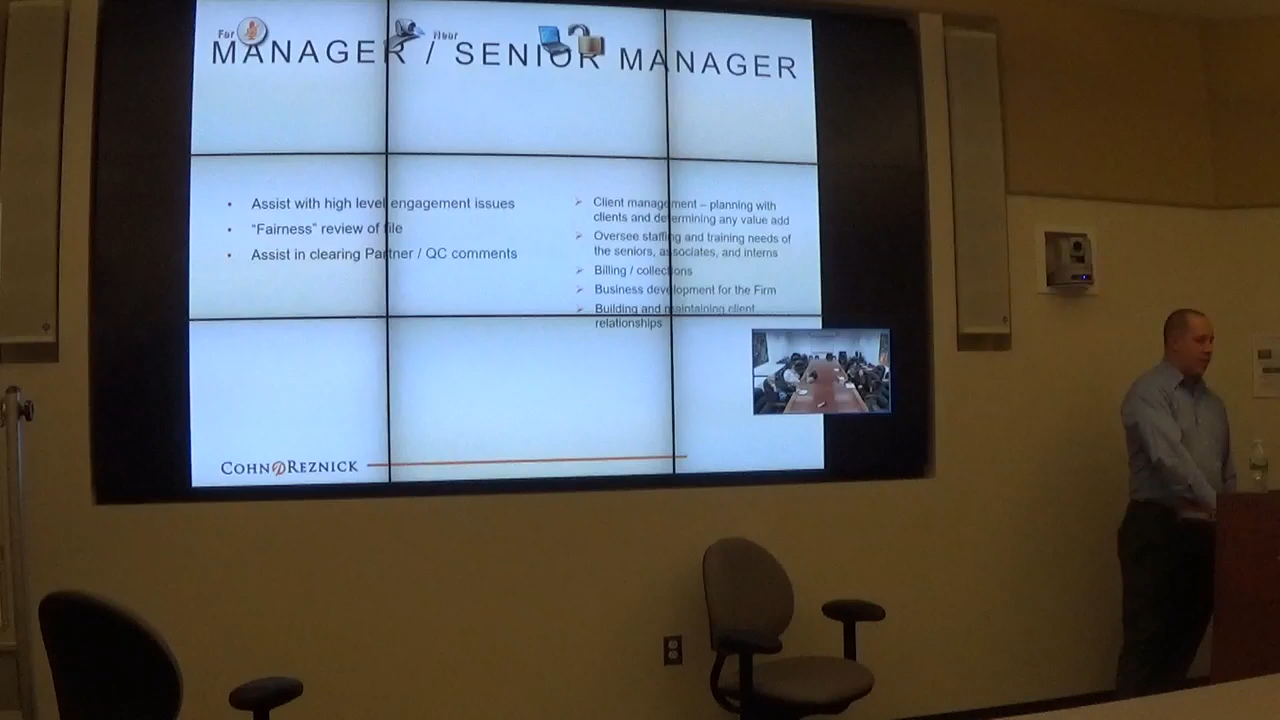 Far
Near
MANAGER / SENIOR MANAGER
• Assist with high level engagement issues
• "Fairness" review of file
• Assist in clearing Partner / QC comments
➢ Client management – planning with
clients and determining any value add
➢ Oversee staffing and training needs of
the seniors, associates, and interns
➢ Billing / collections
➢ Business development for the Firm
➢ Building and maintaining client
relationships
COHNREZNICK